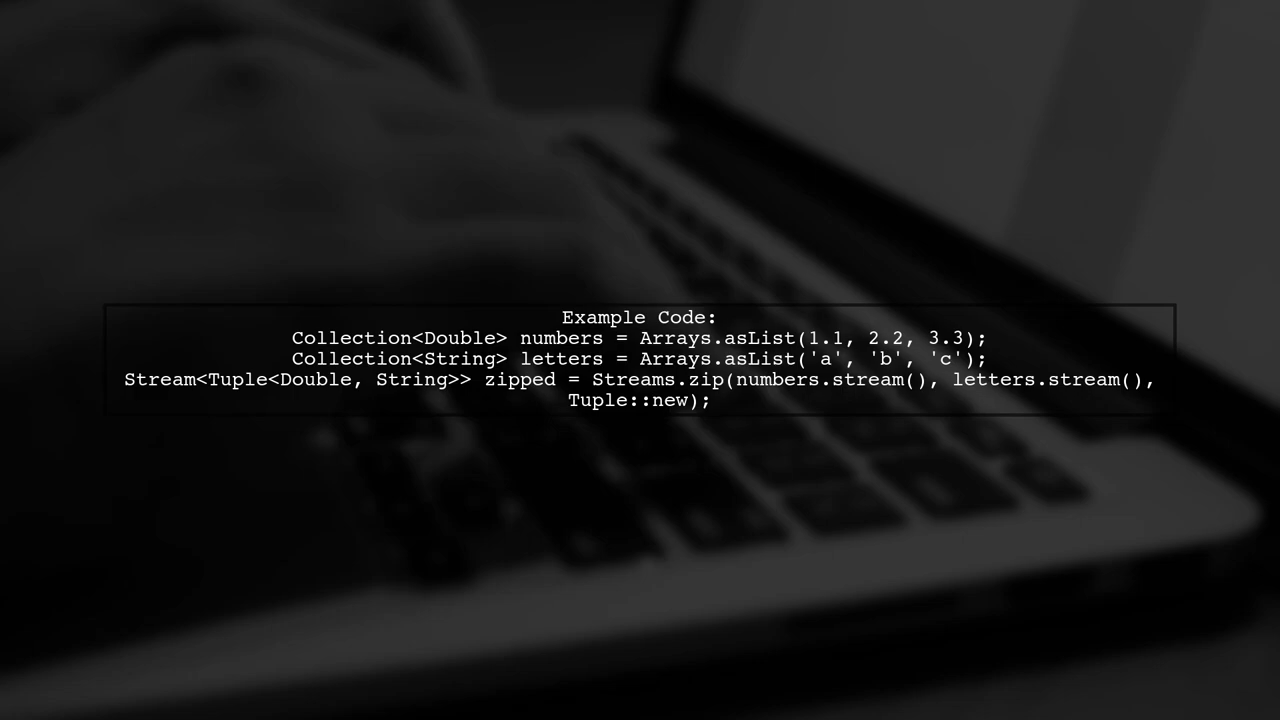 Example Code:
Collection<Double> numbers = Arrays.asList(1.1, 2.2, 3.3);
Collection<String> letters = Arrays.asList('a', 'b', 'c');
Stream<Tuple<Double, String>> zipped = Streams.zip(numbers.stream(), letters.stream(),
Tuple::new);